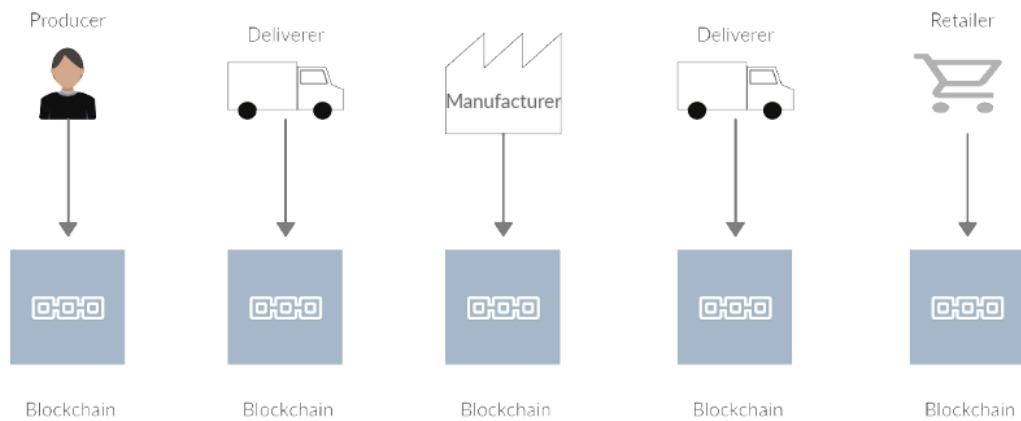 Producer
Deliverer
Manufacturer
Deliverer
Retailer
Blockchain
Blockchain
Blockchain
Blockchain
Blockchain